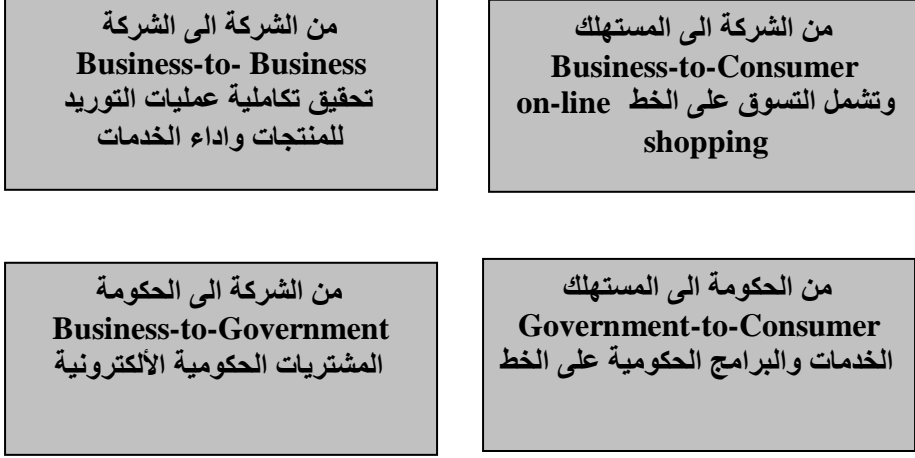 من الشركة الى المستهلك
Business-to-Consumer
وتشمل التسوق على الخط on-line
shopping
من الشركة الى الشركة
Business-to- Business
تحقيق تكاملية عمليات التوريد
للمنتجات واداء الخدمات
من الحكومة الى المستهلك
Government-to-Consumer
الخدمات والبرامج الحكومية على الخط
من الشركة الى الحكومة
Business-to-Government
المشتريات الحكومية الألكترونية